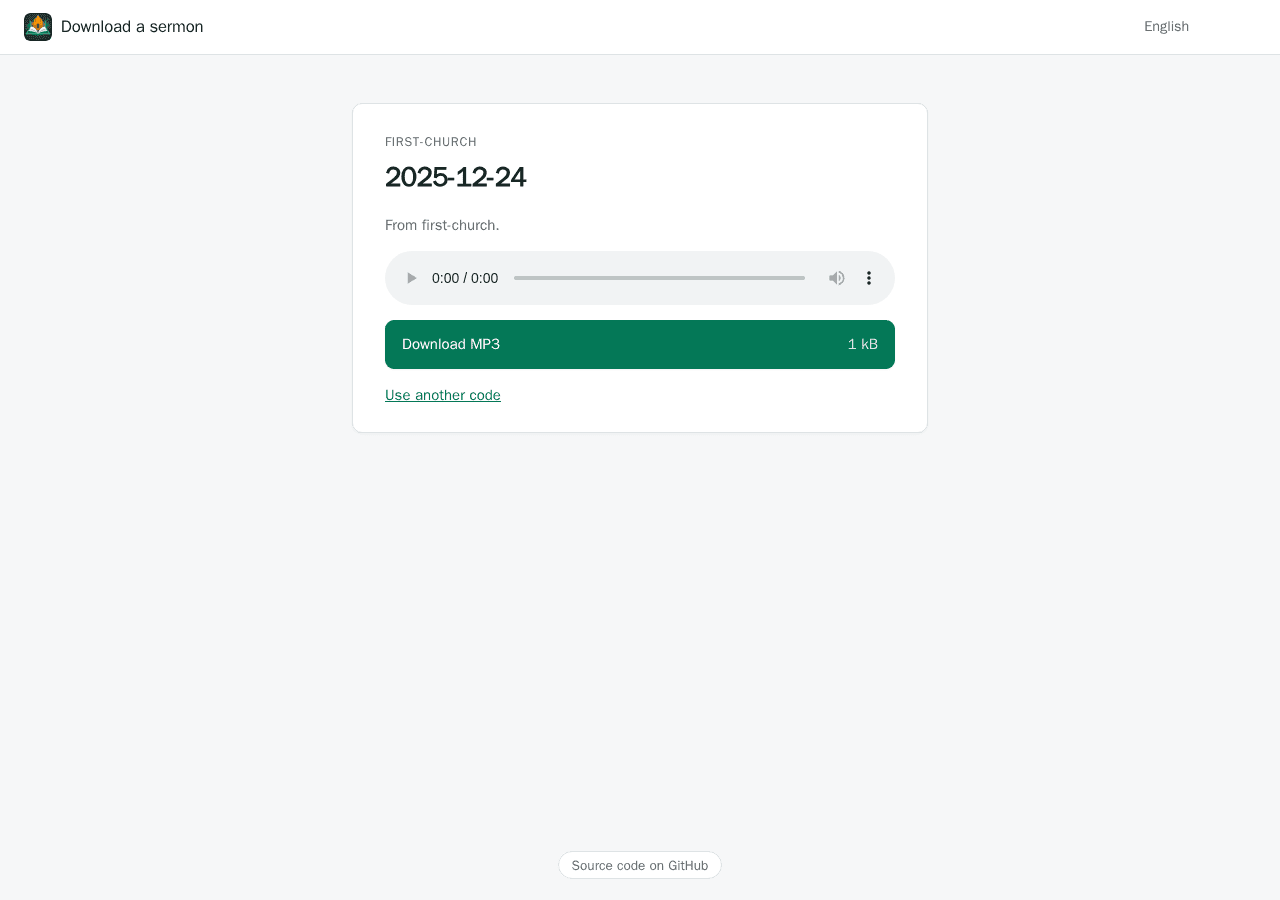 Download a sermon
English
FIRST-CHURCH
2025-12-24
From first-church.
0:00 / 0:00
Download MP3
1 kB
Use another code
Source code on GitHub